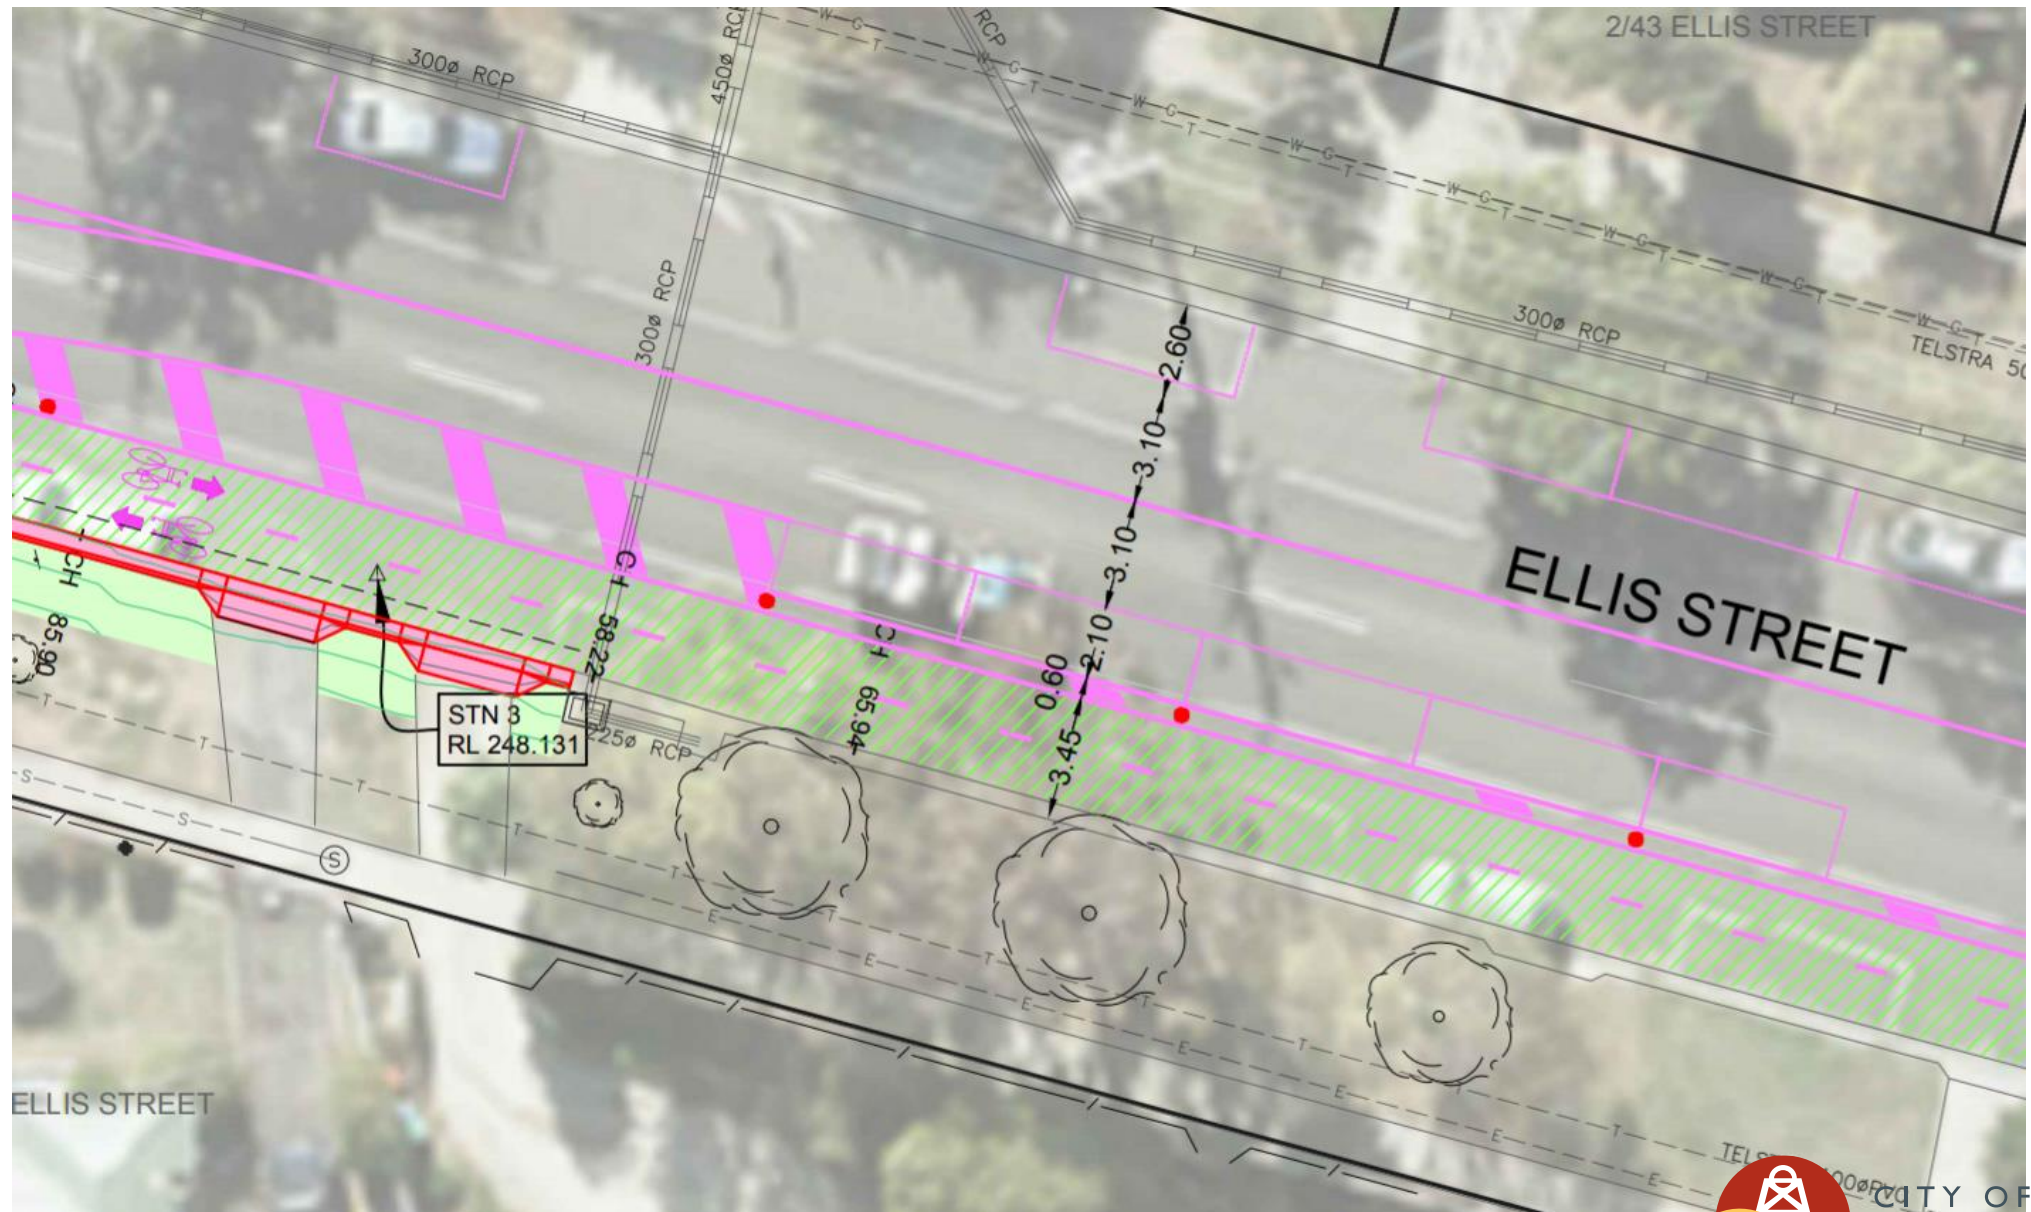 2/43 ELLIS STREET
300ø RCP
450ø RCP
RCP
W G
T
W G
T
W G
T
W G
T
W G
T
W G
T
W G
T
W G
T
300ø RCP
300ø RCP
TELSTRA 50
2.60
3.10
3.10
2.10
0.60
3.45
ELLIS STREET
CH 85.90
CH 58.22
CH 65.94
STN 3
RL 248.131
225ø RCP
S
S
S
T
T
T
T
T
T
T
T
T
T
E
E
E
E
E
E
E
ELLIS STREET
TELS
00øPVC
CITY OF